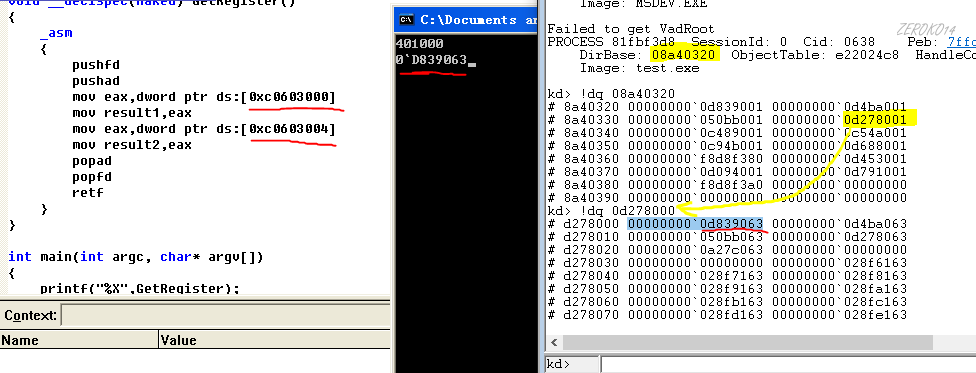 void __declspec(naked) GetRegister()
{
_asm
{
pushfd
pushad
mov eax,dword ptr ds:[0xc0603000]
mov result1,eax
mov eax,dword ptr ds:[0xc0603004]
mov result2,eax
popad
popfd
retf
}
}
int main(int argc, char* argv[])
{
printf("%X",GetRegister);
Context:
Name Value
C:\Documents an
401000
0`D839063_
Image: MSDEV.EXE
Failed to get VadRoot
PROCESS 81fbf3d8 SessionId: 0 Cid: 0638 Peb: 7ffd
DirBase: 08a40320 ObjectTable: e22024c8 HandleCo
Image: test.exe
kd> !dq 08a40320
# 8a40320 00000000`0d839001 00000000`0d4ba001
# 8a40330 00000000`050bb001 00000000`0d278001
# 8a40340 00000000`0c489001 00000000`7c54a001
# 8a40350 00000000`0c94b001 00000000`0d688001
# 8a40360 00000000`f8d8f380 00000000`0d453001
# 8a40370 00000000`0d094001 00000000`0d791001
# 8a40380 00000000`f8d8f3a0 00000000`00000000
# 8a40390 00000000`00000000 00000000`00000000
kd> !dq 0d278000
# d278000 00000000`0d839063 00000000`0d4ba063
# d278010 00000000`050bb063 00000000`0d278063
# d278020 00000000`0a27c063 00000000`00000000
# d278030 00000000`00000000 00000000`028f6163
# d278040 00000000`028f7163 00000000`028f8163
# d278050 00000000`028f9163 00000000`028fa163
# d278060 00000000`028fb163 00000000`028fc163
# d278070 00000000`028fd163 00000000`028fe163
kd>
ZEROKO14